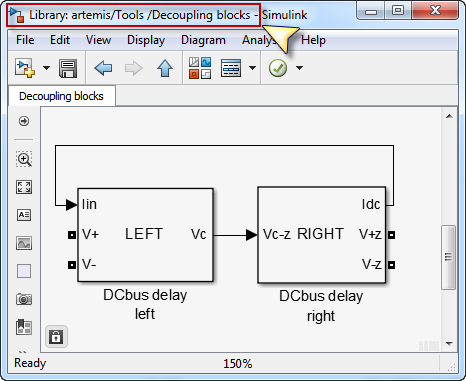 Library: artemis/Tools /Decoupling blocks - Simulink
File Edit View Display Diagram Analys Help
Decoupling blocks
Iin Idc
V+ LEFT Vc Vc-z RIGHT V+z
V- V-z
DCbus delay DCbus delay
left right
Ready 150%